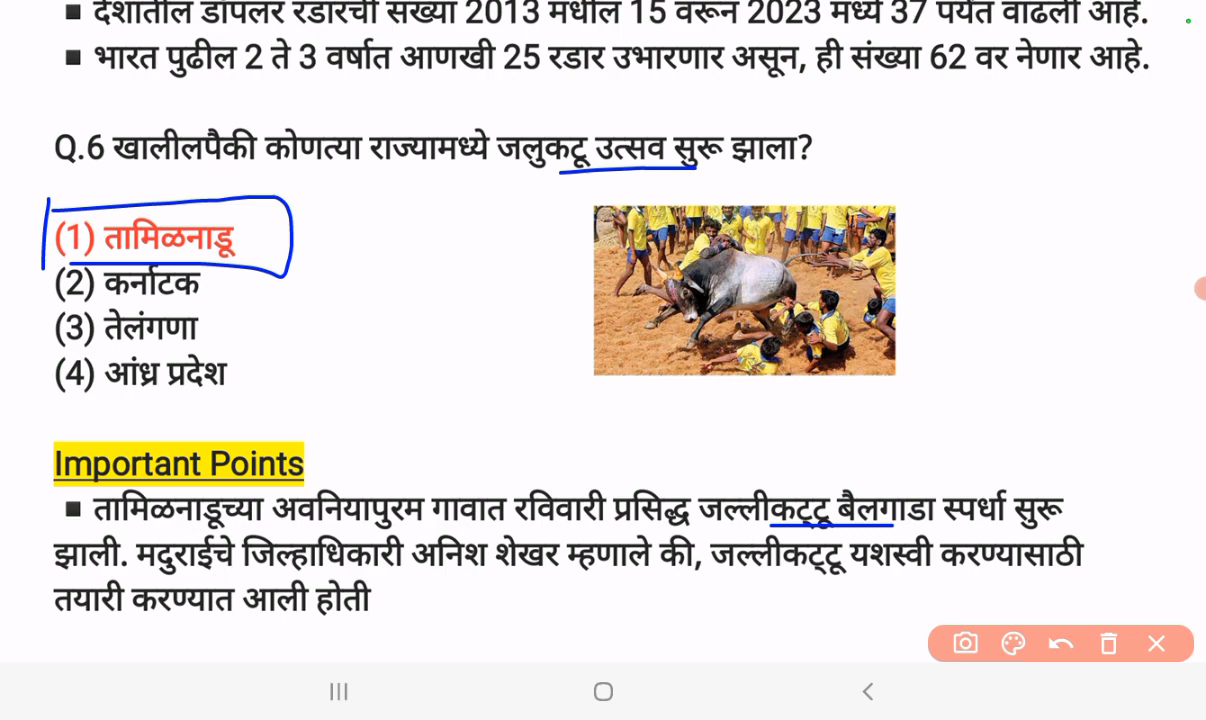 ▪ देशातील डॉपलर रडारची संख्या 2013 मधील 15 वरून 2023 मध्ये 37 पर्यंत वाढली आहे.
▪ भारत पुढील 2 ते 3 वर्षात आणखी 25 रडार उभारणार असून, ही संख्या 62 वर नेणार आहे.
Q.6 खालीलपैकी कोणत्या राज्यामध्ये जलुकटू उत्सव सुरू झाला?
(1) तामिळनाडू
(2) कर्नाटक
(3) तेलंगणा
(4) आंध्र प्रदेश
Important Points
▪ तामिळनाडूच्या अवनियापुरम गावात रविवारी प्रसिद्ध जल्लीकट्टू बैलगाडा स्पर्धा सुरू
झाली. मदुराईचे जिल्हाधिकारी अनिश शेखर म्हणाले की, जल्लीकट्टू यशस्वी करण्यासाठी
तयारी करण्यात आली होती